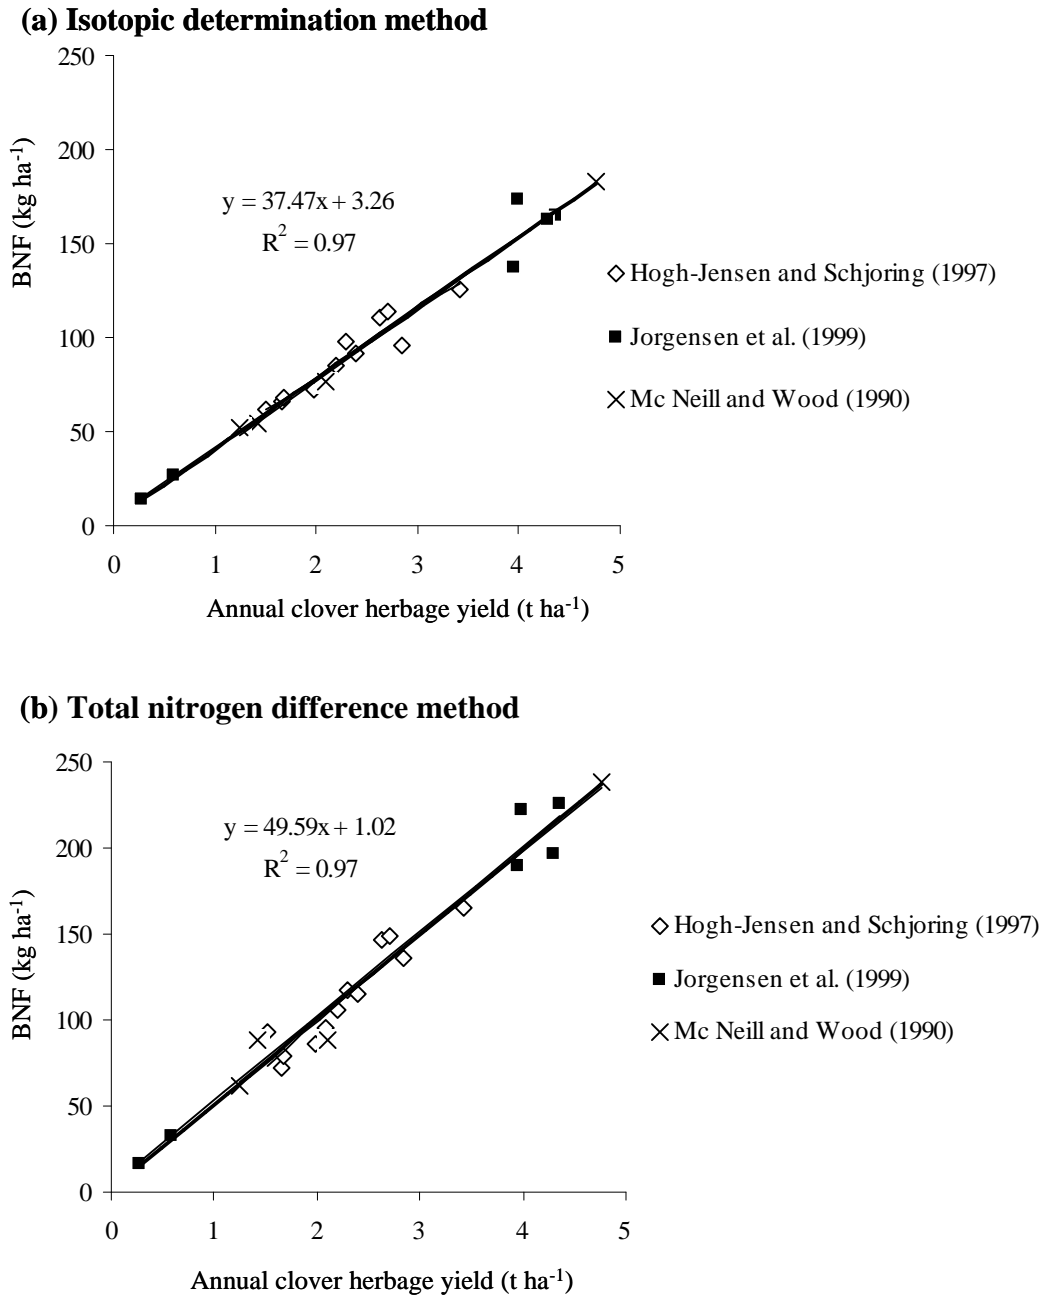 (a) Isotopic determination method
250
200
150
100
50
0
BNF (kg ha⁻¹)
y = 37.47x + 3.26
R² = 0.97
Hogh-Jensen and Schjoring (1997)
Jorgensen et al. (1999)
Mc Neill and Wood (1990)
0 1 2 3 4 5
Annual clover herbage yield (t ha⁻¹)
(b) Total nitrogen difference method
250
200
150
100
50
0
BNF (kg ha⁻¹)
y = 49.59x + 1.02
R² = 0.97
Hogh-Jensen and Schjoring (1997)
Jorgensen et al. (1999)
Mc Neill and Wood (1990)
0 1 2 3 4 5
Annual clover herbage yield (t ha⁻¹)